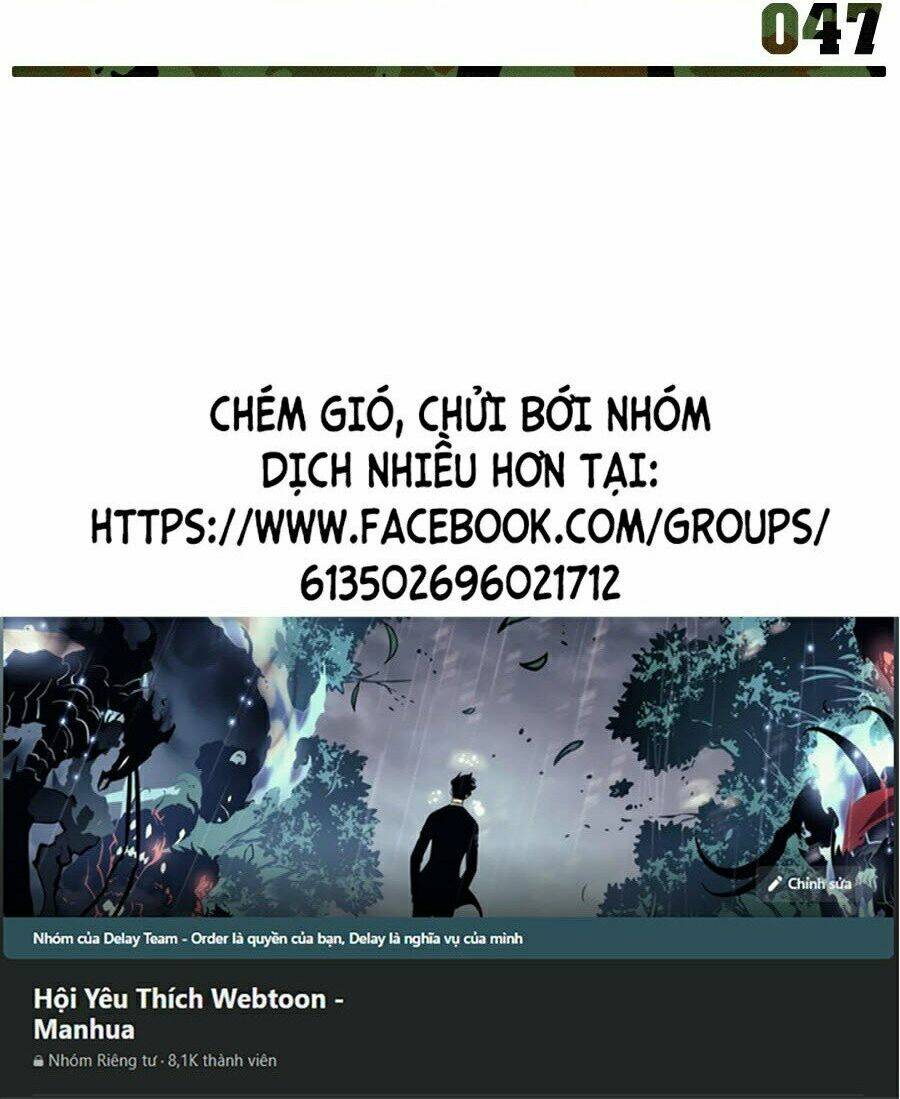 047
CHÉM GIÓ, CHỬI BỚI NHÓM
DỊCH NHIỀU HƠN TẠI:
HTTPS://WWW.FACEBOOK.COM/GROUPS/
613502696021712
Chỉnh sửa
Nhóm của Delay Team - Order là quyền của bạn, Delay là nghĩa vụ của mình
Hội Yêu Thích Webtoon -
Manhua
Nhóm Riêng tư · 8,1K thành viên